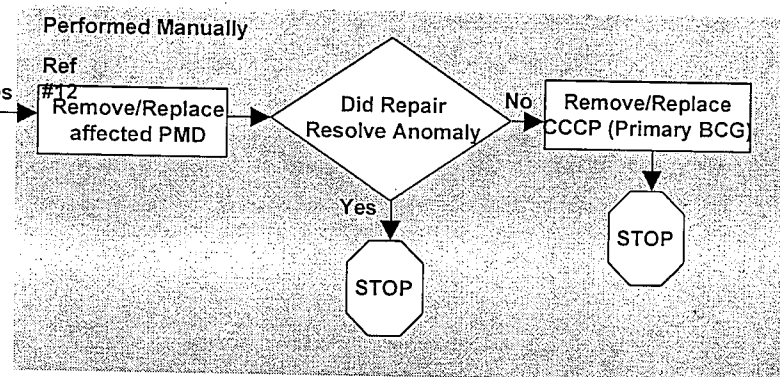 Performed Manually
Ref
#12
es
Remove/Replace
affected PMD
Did Repair
Resolve Anomaly
No
Remove/Replace
CCCP (Primary BCG)
Yes
STOP
STOP